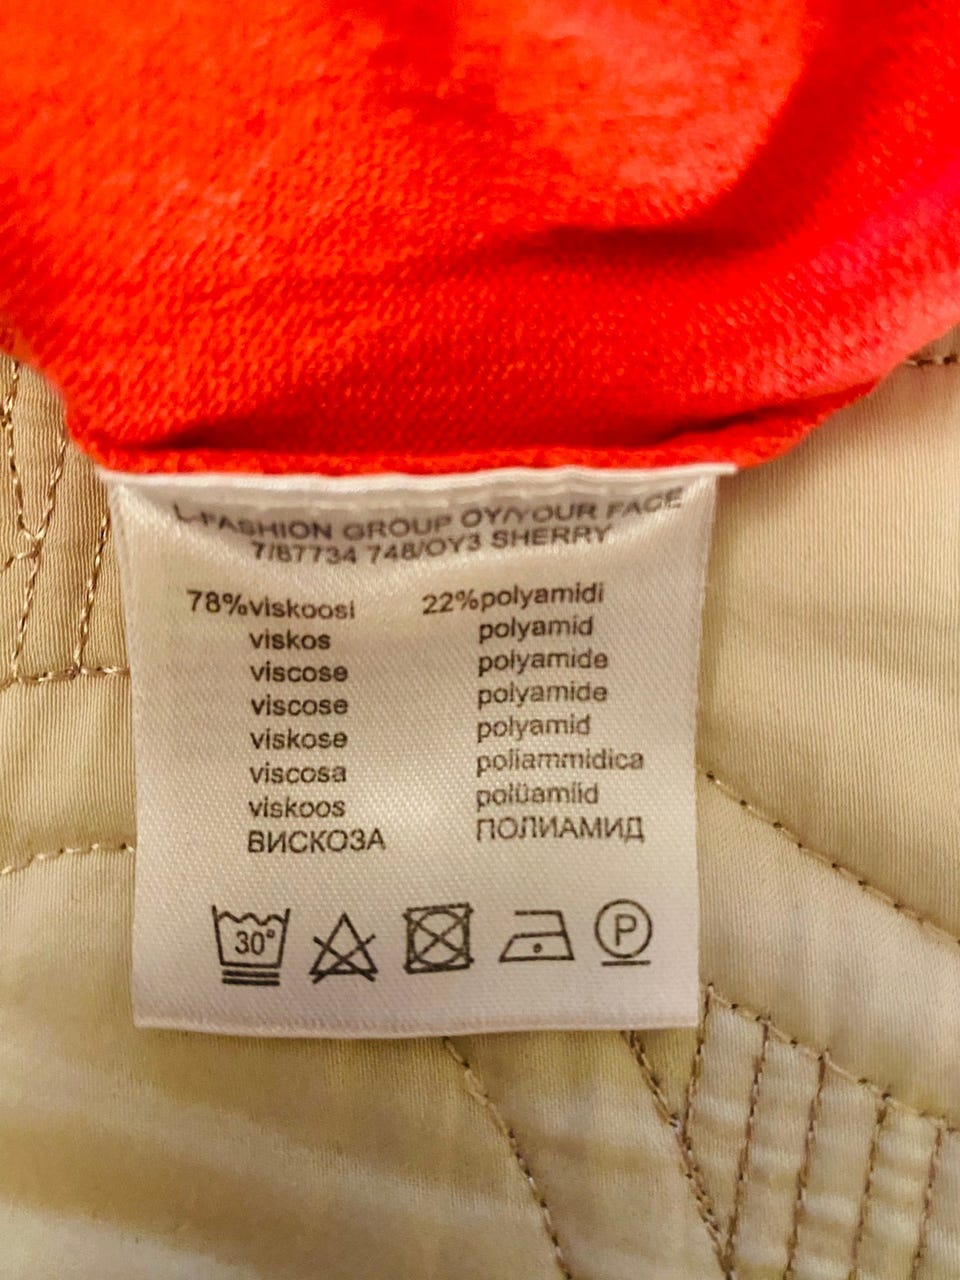 L-FASHION GROUP OY/YOUR FACE
7/87734 748/OY3 SHERRY
78%viskoosi 22%polyamidi
viskos polyamid
viscose polyamide
viscose polyamide
viskose polyamid
viscosa poliammidica
viskoos polüamiid
ВИСКОЗА ПОЛИАМИД
30° P